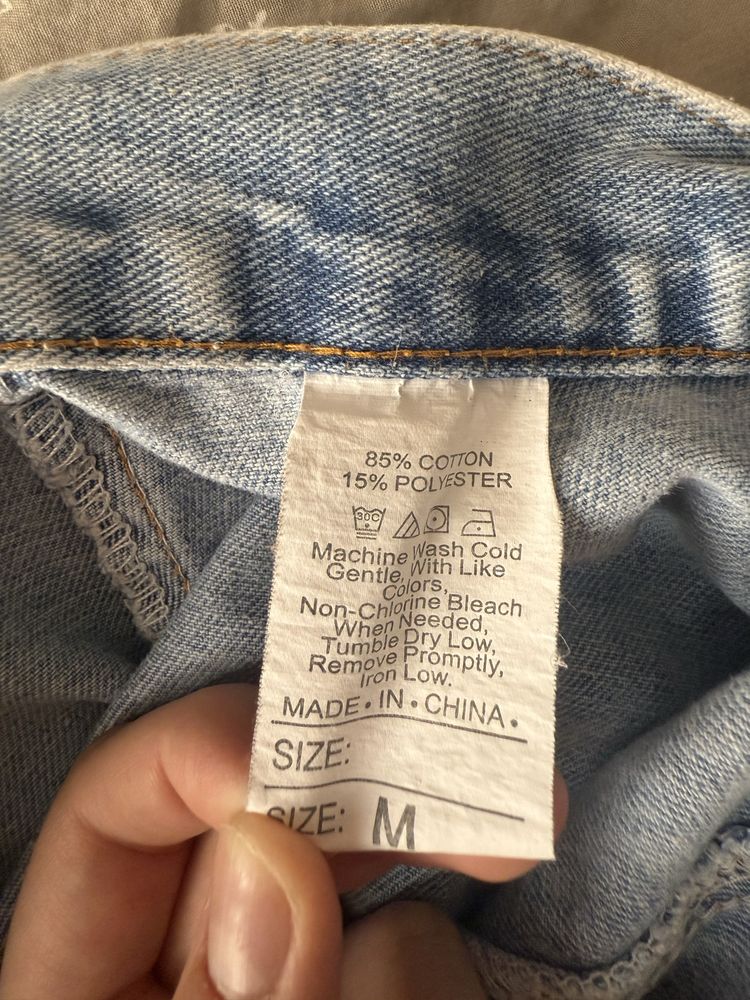 85% COTTON
15% POLYESTER
30C
Machine Wash Cold
Gentle, With Like
Colors,
Non-Chlorine Bleach
When Needed,
Tumble Dry Low,
Remove Promptly,
Iron Low.
MADE • IN • CHINA •
SIZE:
SIZE: M